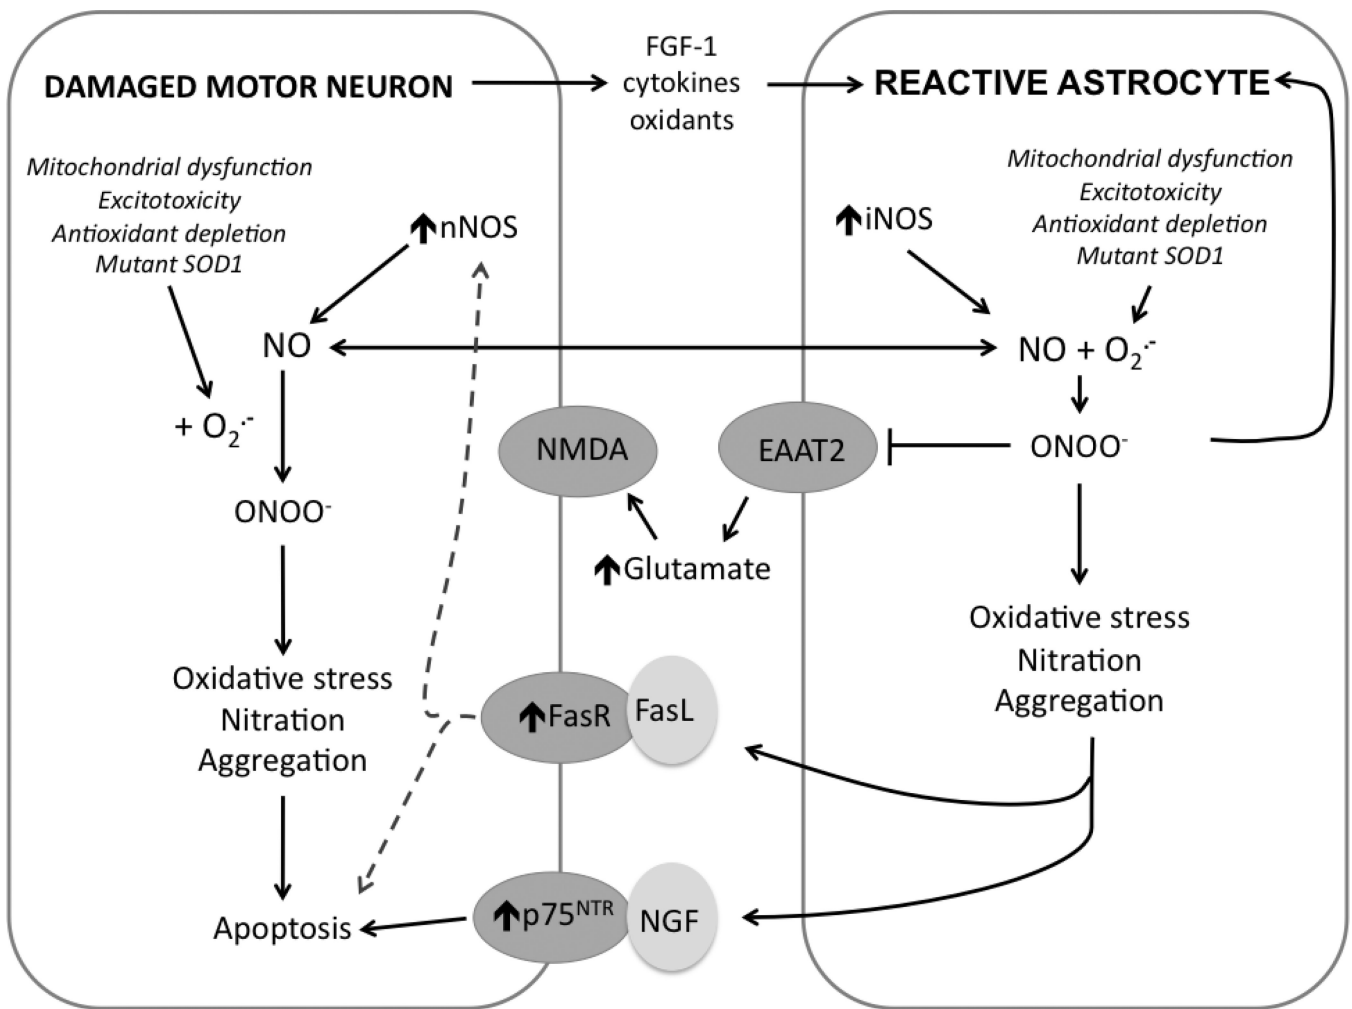 DAMAGED MOTOR NEURON
FGF-1
cytokines
oxidants
REACTIVE ASTROCYTE
Mitochondrial dysfunction
Excitotoxicity
Antioxidant depletion
Mutant SOD1
nNOS
iNOS
Mitochondrial dysfunction
Excitotoxicity
Antioxidant depletion
Mutant SOD1
NO
NO + O₂·⁻
+ O₂·⁻
NMDA
EAAT2
ONOO⁻
ONOO⁻
Glutamate
Oxidative stress
Nitration
Aggregation
Oxidative stress
Nitration
Aggregation
FasR
FasL
Apoptosis
p75ᴺᵀᴿ
NGF